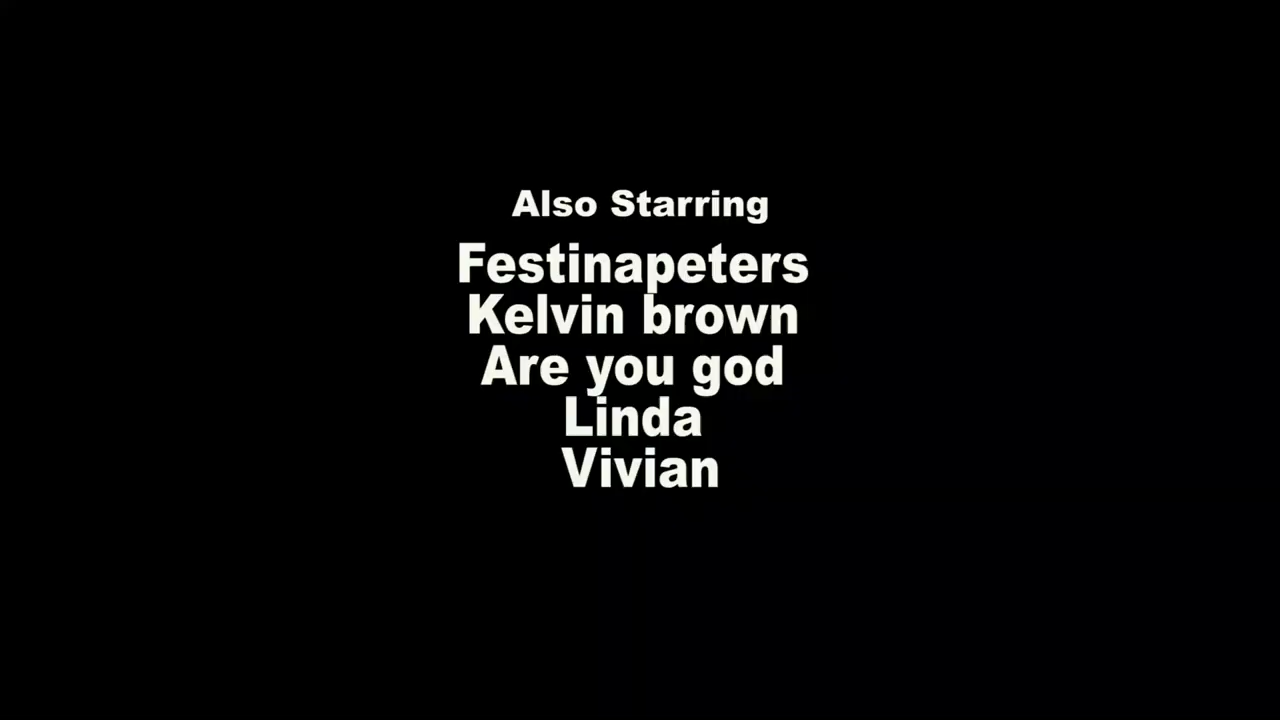 Also Starring
Festinapeters
Kelvin brown
Are you god
Linda
Vivian